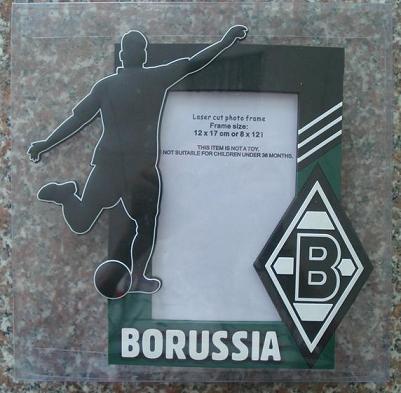 Laser cut photo frame
Frame size:
12 x 17 cm or 8 x 12 i
THIS ITEM IS NOT A TOY.
NOT SUITABLE FOR CHILDREN UNDER 36 MONTHS.
B
BORUSSIA